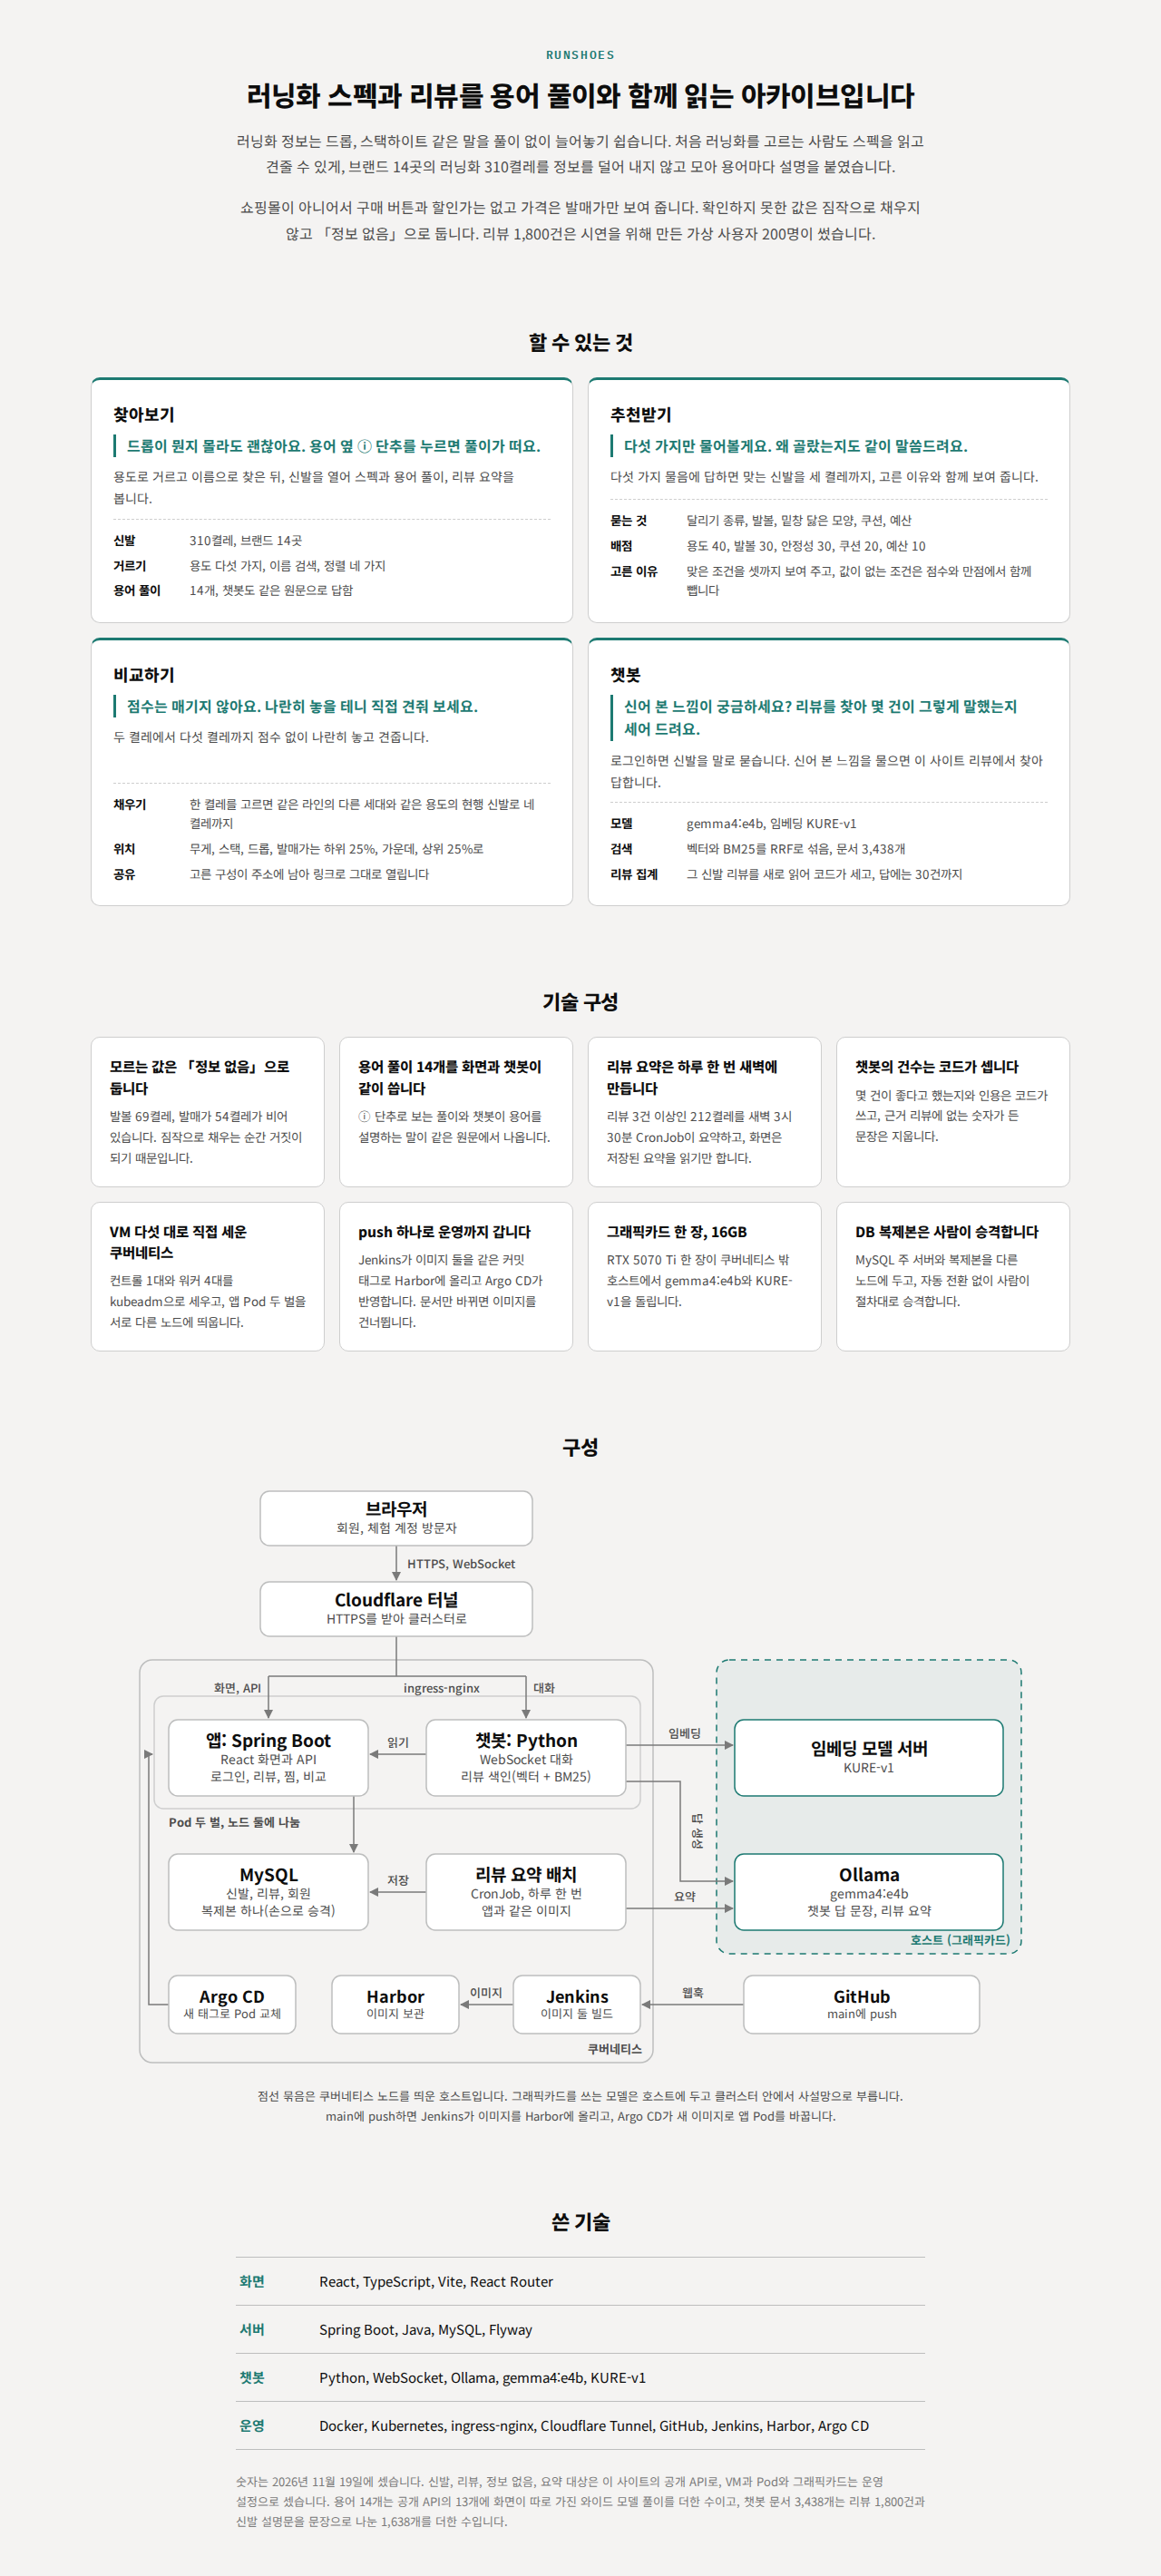 RUNSHOES
러닝화 스펙과 리뷰를 용어 풀이와 함께 읽는 아카이브입니다
러닝화 정보는 드롭, 스택하이트 같은 말을 풀이 없이 늘어놓기 쉽습니다. 처음 러닝화를 고르는 사람도 스펙을 읽고
견줄 수 있게, 브랜드 14곳의 러닝화 310켤레를 정보를 덜어 내지 않고 모아 용어마다 설명을 붙였습니다.
쇼핑몰이 아니어서 구매 버튼과 할인가는 없고 가격은 발매가만 보여 줍니다. 확인하지 못한 값은 짐작으로 채우지
않고 「정보 없음」으로 둡니다. 리뷰 1,800건은 시연을 위해 만든 가상 사용자 200명이 썼습니다.
할 수 있는 것
찾아보기
드롭이 뭔지 몰라도 괜찮아요. 용어 옆 ⓘ 단추를 누르면 풀이가 떠요.
용도로 거르고 이름으로 찾은 뒤, 신발을 열어 스펙과 용어 풀이, 리뷰 요약을
봅니다.
신발 310켤레, 브랜드 14곳
거르기 용도 다섯 가지, 이름 검색, 정렬 네 가지
용어 풀이 14개, 챗봇도 같은 원문으로 답함
추천받기
다섯 가지만 물어볼게요. 왜 골랐는지도 같이 말씀드려요.
다섯 가지 물음에 답하면 맞는 신발을 세 켤레까지, 고른 이유와 함께 보여 줍니다.
묻는 것 달리기 종류, 발볼, 밑창 닳은 모양, 쿠션, 예산
배점 용도 40, 발볼 30, 안정성 30, 쿠션 20, 예산 10
고른 이유 맞은 조건을 셋까지 보여 주고, 값이 없는 조건은 점수와 만점에서 함께
뺍니다
비교하기
점수는 매기지 않아요. 나란히 놓을 테니 직접 견줘 보세요.
두 켤레에서 다섯 켤레까지 점수 없이 나란히 놓고 견줍니다.
채우기 한 켤레를 고르면 같은 라인의 다른 세대와 같은 용도의 현행 신발로 네
켤레까지
위치 무게, 스택, 드롭, 발매가는 하위 25%, 가운데, 상위 25%로
공유 고른 구성이 주소에 남아 링크로 그대로 열립니다
챗봇
신어 본 느낌이 궁금하세요? 리뷰를 찾아 몇 건이 그렇게 말했는지
세어 드려요.
로그인하면 신발을 말로 묻습니다. 신어 본 느낌을 물으면 이 사이트 리뷰에서 찾아
답합니다.
모델 gemma4:e4b, 임베딩 KURE-v1
검색 벡터와 BM25를 RRF로 섞음, 문서 3,438개
리뷰 집계 그 신발 리뷰를 새로 읽어 코드가 세고, 답에는 30건까지
기술 구성
모르는 값은 「정보 없음」으로
둡니다
발볼 69켤레, 발매가 54켤레가 비어
있습니다. 짐작으로 채우는 순간 거짓이
되기 때문입니다.
용어 풀이 14개를 화면과 챗봇이
같이 씁니다
ⓘ 단추로 보는 풀이와 챗봇이 용어를
설명하는 말이 같은 원문에서 나옵니다.
리뷰 요약은 하루 한 번 새벽에
만듭니다
리뷰 3건 이상인 212켤레를 새벽 3시
30분 CronJob이 요약하고, 화면은
저장된 요약을 읽기만 합니다.
챗봇의 건수는 코드가 셉니다
몇 건이 좋다고 했는지와 인용은 코드가
쓰고, 근거 리뷰에 없는 숫자가 든
문장은 지웁니다.
VM 다섯 대로 직접 세운
쿠버네티스
컨트롤 1대와 워커 4대를
kubeadm으로 세우고, 앱 Pod 두 벌을
서로 다른 노드에 띄웁니다.
push 하나로 운영까지 갑니다
Jenkins가 이미지 둘을 같은 커밋
태그로 Harbor에 올리고 Argo CD가
반영합니다. 문서만 바뀌면 이미지를
건너뜁니다.
그래픽카드 한 장, 16GB
RTX 5070 Ti 한 장이 쿠버네티스 밖
호스트에서 gemma4:e4b와 KURE-
v1을 돌립니다.
DB 복제본은 사람이 승격합니다
MySQL 주 서버와 복제본을 다른
노드에 두고, 자동 전환 없이 사람이
절차대로 승격합니다.
구성
브라우저
회원, 체험 계정 방문자
HTTPS, WebSocket
Cloudflare 터널
HTTPS를 받아 클러스터로
화면, API
ingress-nginx
대화
앱: Spring Boot
React 화면과 API
로그인, 리뷰, 찜, 비교
읽기
챗봇: Python
WebSocket 대화
리뷰 색인(벡터 + BM25)
임베딩
임베딩 모델 서버
KURE-v1
Pod 두 벌, 노드 둘에 나눔
답 생성
MySQL
신발, 리뷰, 회원
복제본 하나(손으로 승격)
저장
리뷰 요약 배치
CronJob, 하루 한 번
앱과 같은 이미지
요약
Ollama
gemma4:e4b
챗봇 답 문장, 리뷰 요약
호스트 (그래픽카드)
Argo CD
새 태그로 Pod 교체
Harbor
이미지 보관
이미지
Jenkins
이미지 둘 빌드
웹훅
GitHub
main에 push
쿠버네티스
점선 묶음은 쿠버네티스 노드를 띄운 호스트입니다. 그래픽카드를 쓰는 모델은 호스트에 두고 클러스터 안에서 사설망으로 부릅니다.
main에 push하면 Jenkins가 이미지를 Harbor에 올리고, Argo CD가 새 이미지로 앱 Pod를 바꿉니다.
쓴 기술
화면 React, TypeScript, Vite, React Router
서버 Spring Boot, Java, MySQL, Flyway
챗봇 Python, WebSocket, Ollama, gemma4:e4b, KURE-v1
운영 Docker, Kubernetes, ingress-nginx, Cloudflare Tunnel, GitHub, Jenkins, Harbor, Argo CD
숫자는 2026년 11월 19일에 셌습니다. 신발, 리뷰, 정보 없음, 요약 대상은 이 사이트의 공개 API로, VM과 Pod와 그래픽카드는 운영
설정으로 셌습니다. 용어 14개는 공개 API의 13개에 화면이 따로 가진 와이드 모델 풀이를 더한 수이고, 챗봇 문서 3,438개는 리뷰 1,800건과
신발 설명문을 문장으로 나눈 1,638개를 더한 수입니다.